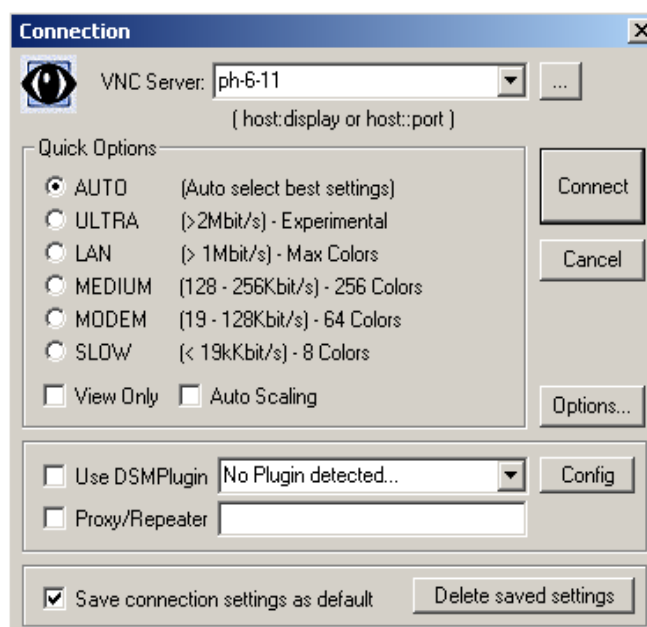 Connection
VNC Server: ph-6-11 ...
( host:display or host::port )
Quick Options
AUTO (Auto select best settings)
ULTRA (>2Mbit/s) - Experimental
LAN (> 1Mbit/s) - Max Colors
MEDIUM (128 - 256Kbit/s) - 256 Colors
MODEM (19 - 128Kbit/s) - 64 Colors
SLOW (< 19kKbit/s) - 8 Colors
View Only Auto Scaling
Connect
Cancel
Options...
Use DSMPlugin No Plugin detected... Config
Proxy/Repeater
Save connection settings as default Delete saved settings